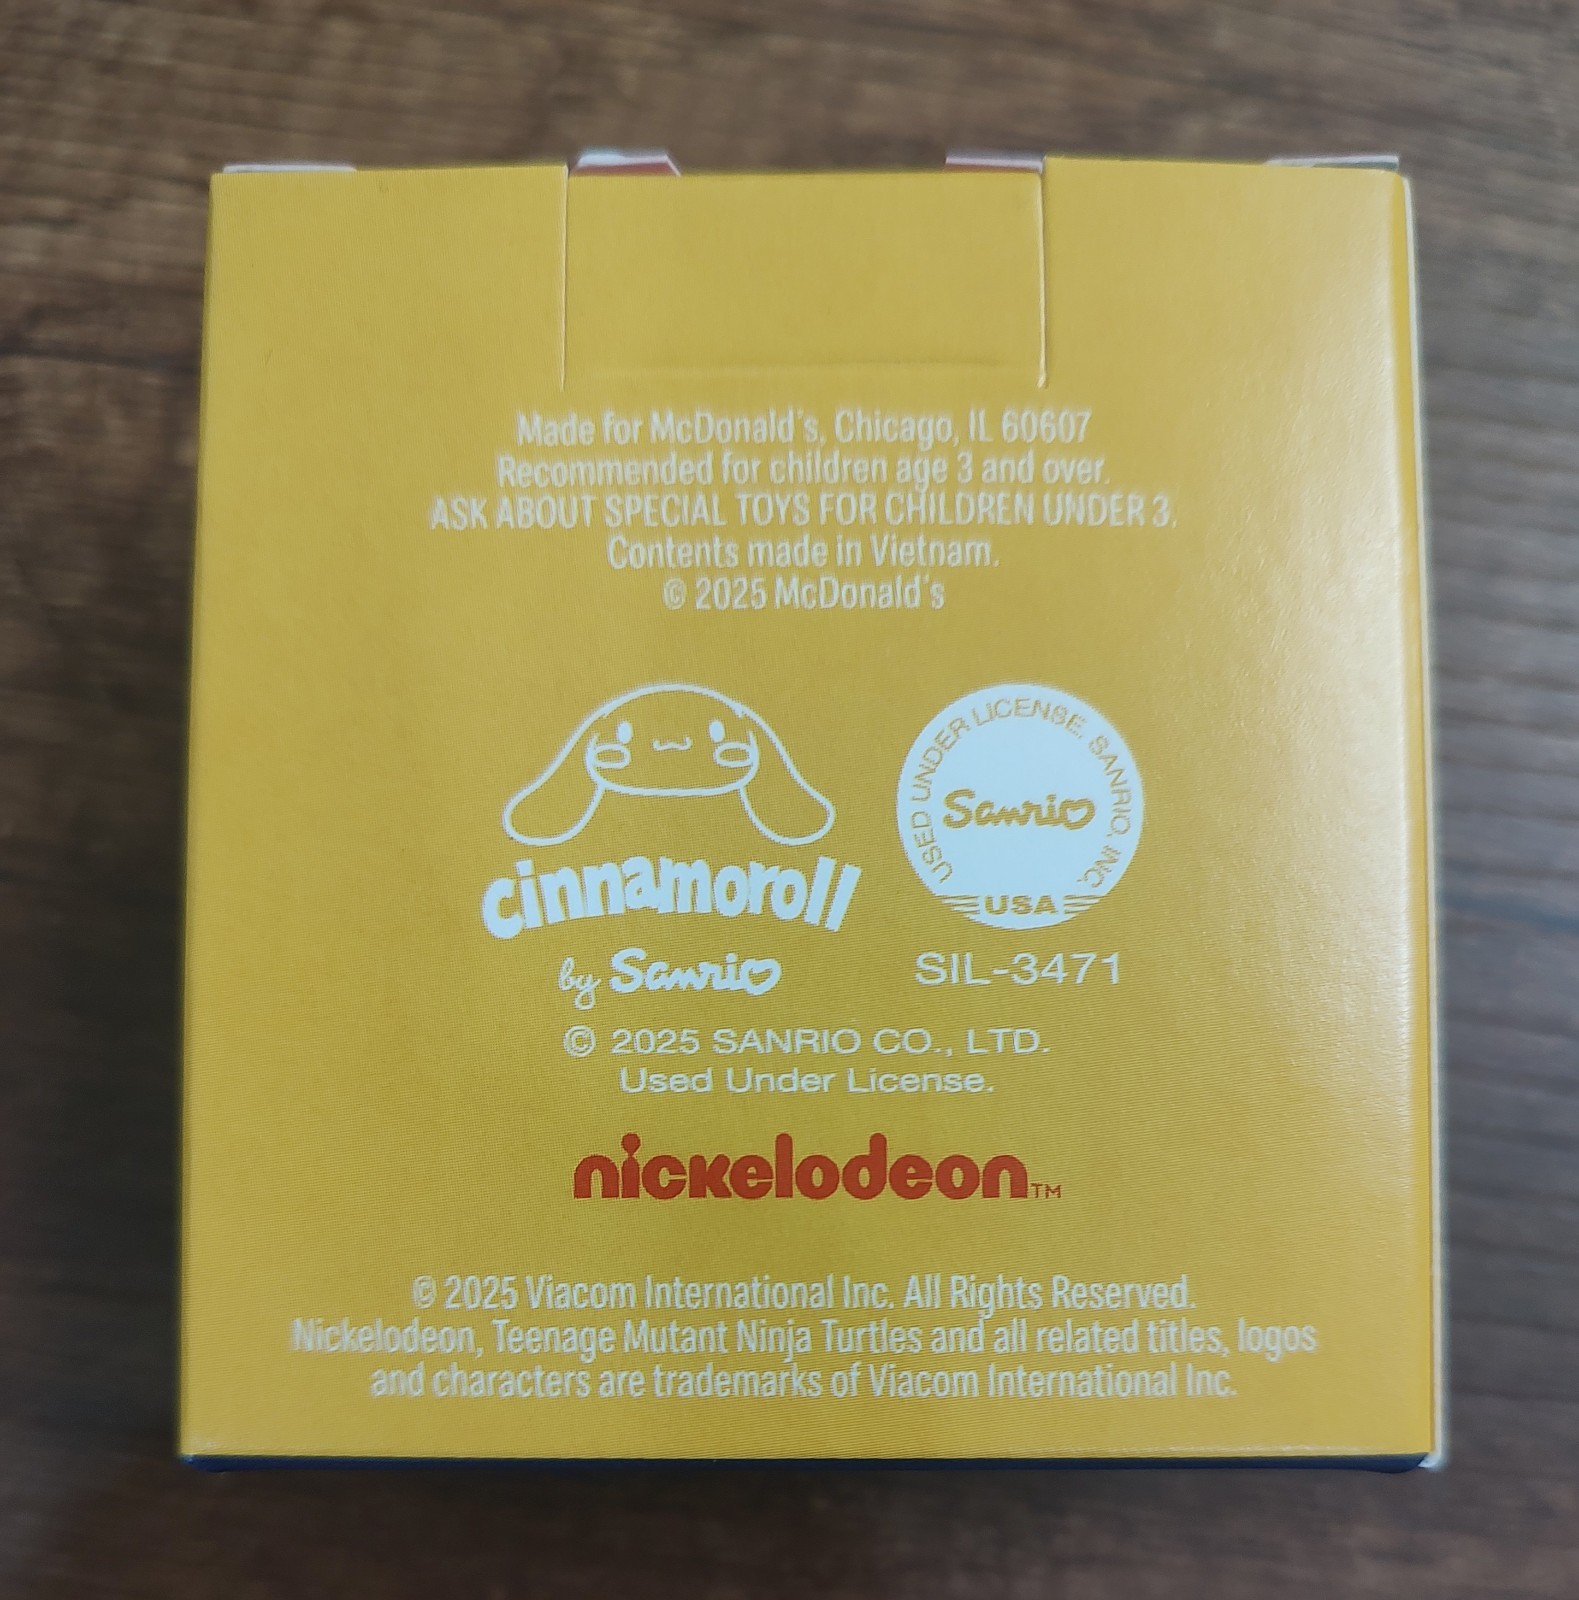 Made for McDonald's, Chicago, IL 60607
Recommended for children age 3 and over.
ASK ABOUT SPECIAL TOYS FOR CHILDREN UNDER 3.
Contents made in Vietnam.
© 2025 McDonald's
cinnamoroll
by Sanrio
USED UNDER LICENSE. SANRIO, INC.
Sanrio
USA
SIL-3471
© 2025 SANRIO CO., LTD.
Used Under License.
nickelodeon™
© 2025 Viacom International Inc. All Rights Reserved.
Nickelodeon, Teenage Mutant Ninja Turtles and all related titles, logos
and characters are trademarks of Viacom International Inc.